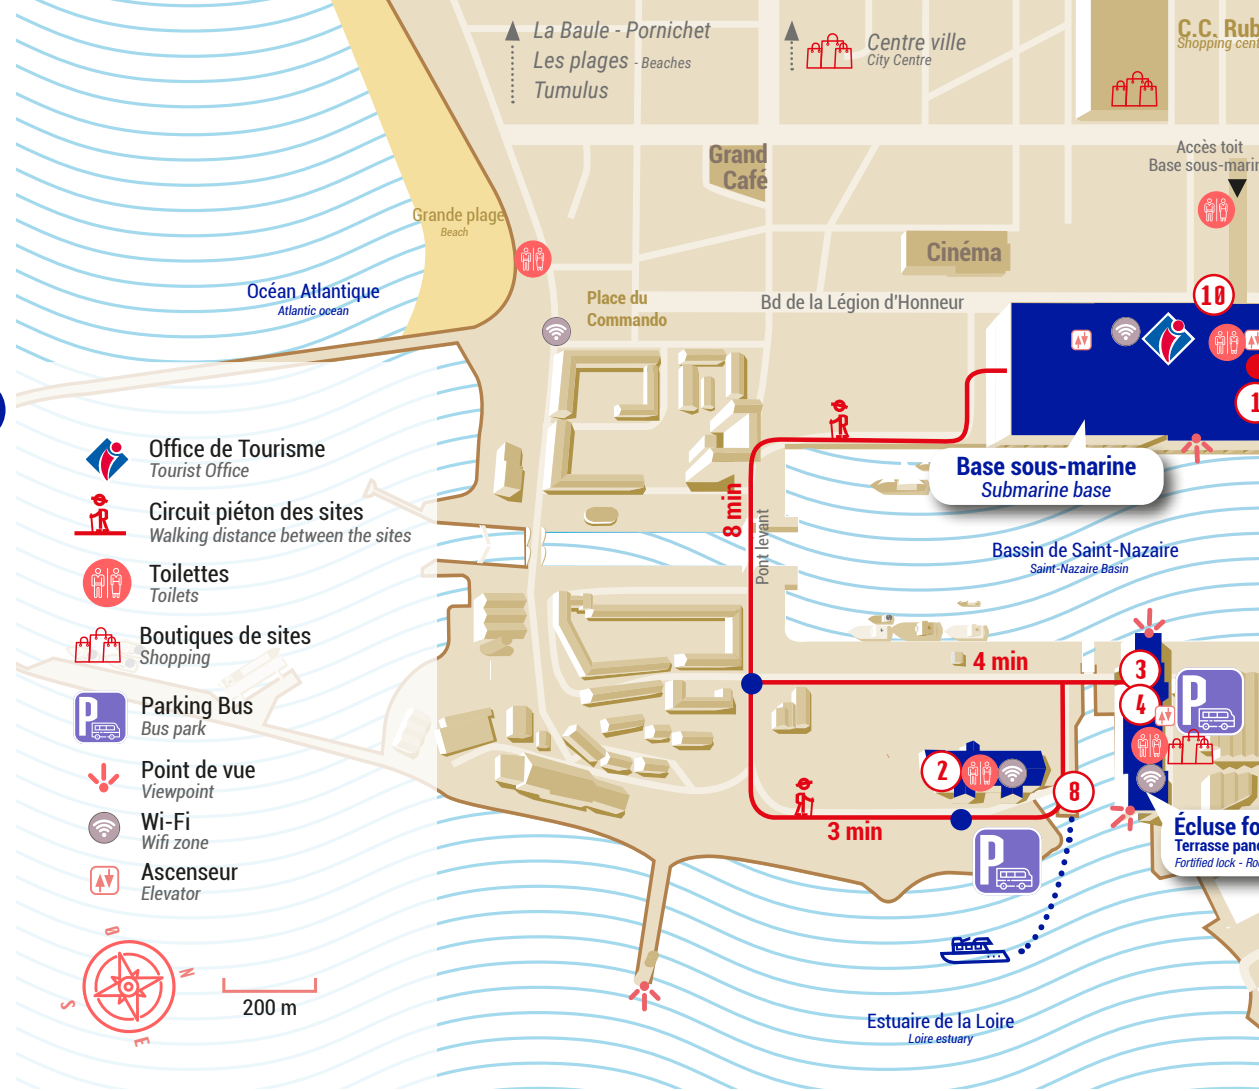 La Baule - Pornichet
Les plages - Beaches
Tumulus
Centre ville
City Centre
C.C. Rub
Shopping cent
Grand
Café
Accès toit
Base sous-marin
Grande plage
Beach
Cinéma
Océan Atlantique
Atlantic ocean
Place du
Commando
Bd de la Légion d'Honneur
10
1
Office de Tourisme
Tourist Office
Circuit piéton des sites
Walking distance between the sites
Toilettes
Toilets
Boutiques de sites
Shopping
Parking Bus
Bus park
Point de vue
Viewpoint
Wi-Fi
Wifi zone
Ascenseur
Elevator
O
N
S
E
200 m
Base sous-marine
Submarine base
8 min
Pont levant
Bassin de Saint-Nazaire
Saint-Nazaire Basin
4 min
3
4
P
2
8
3 min
P
Écluse fo
Terrasse pano
Fortified lock - Roo
Estuaire de la Loire
Loire estuary
P